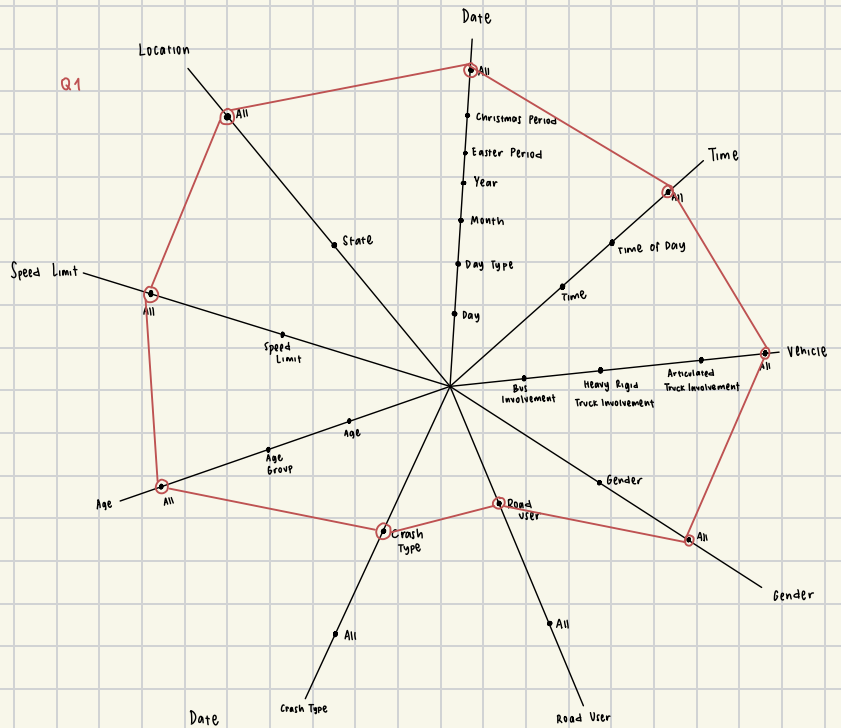 Date
Location
Q1
All
All
Christmas Period
Easter Period
Time
Year
All
Month
State
Time of Day
Day Type
Speed Limit
Time
All
Day
Speed
Limit
Vehicle
All
Articulated
Truck Involvement
Heavy Rigid
Truck Involvement
Bus
Involvement
Age
Age
Group
Gender
Age
All
Road
User
Crash
Type
All
Gender
All
All
Crash Type
Road User
Date